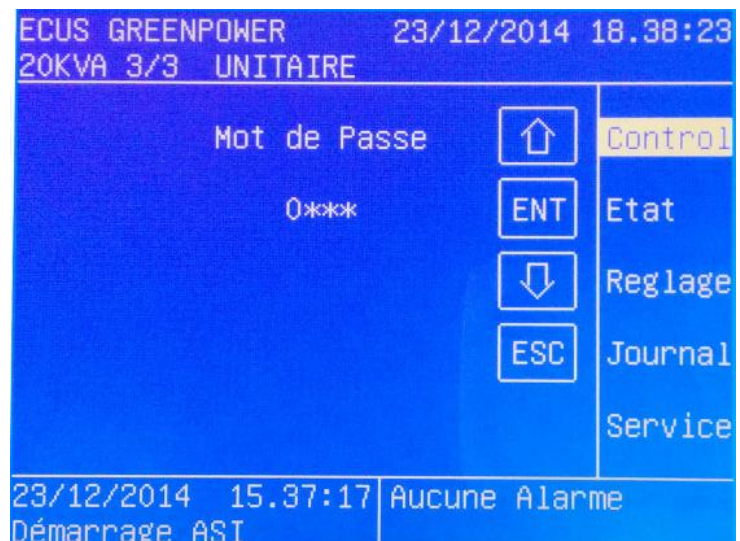 ECUS GREENPOWER 23/12/2014 18.38:23
20KVA 3/3 UNITAIRE
Mot de Passe
0***
ENT
ESC
Control
Etat
Reglage
Journal
Service
23/12/2014 15.37:17 Aucune Alarme
Démarrage ASI